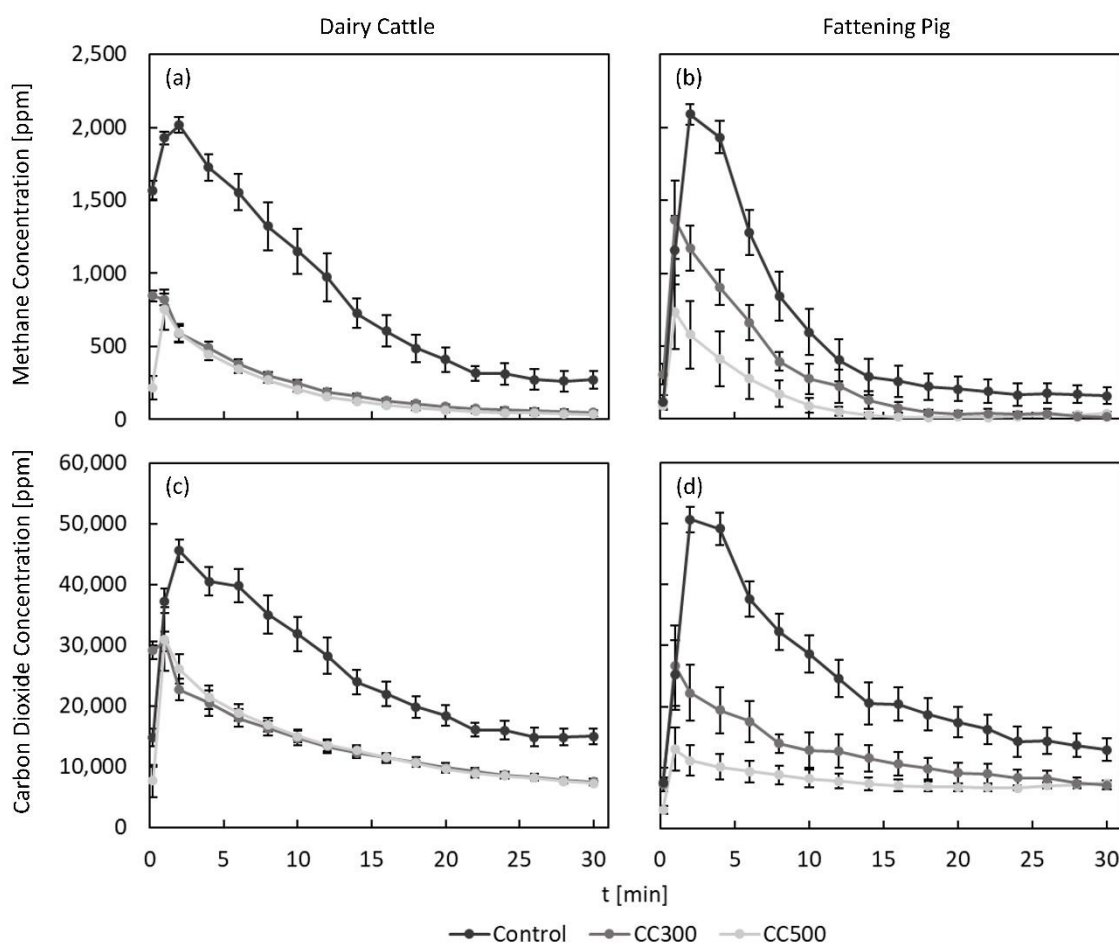 Dairy Cattle
Fattening Pig
Methane Concentration [ppm]
2,500
2,000
1,500
1,000
500
0
(a)
(b)
Carbon Dioxide Concentration [ppm]
60,000
50,000
40,000
30,000
20,000
10,000
0
(c)
(d)
0 5 10 15 20 25 30
0 5 10 15 20 25 30
t [min]
Control CC300 CC500